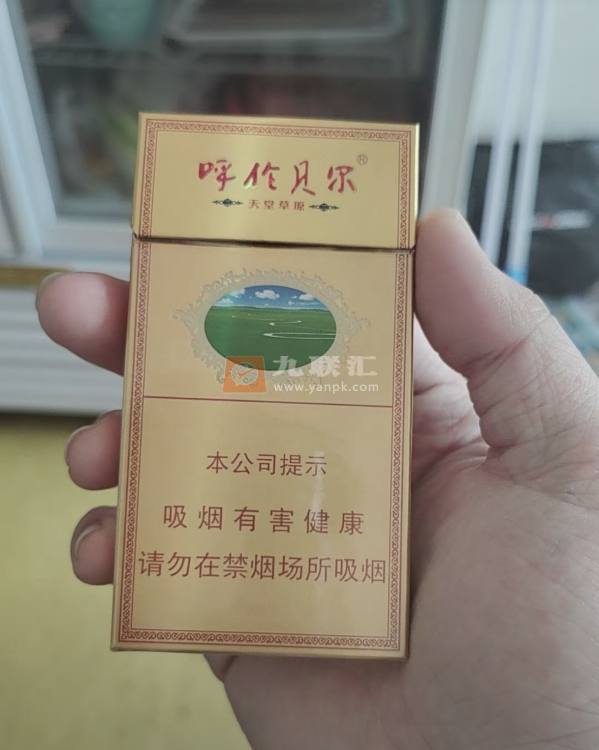 呼伦贝尔®
天堂草原
九联汇
www.yanpk.com
本公司提示
吸烟有害健康
请勿在禁烟场所吸烟